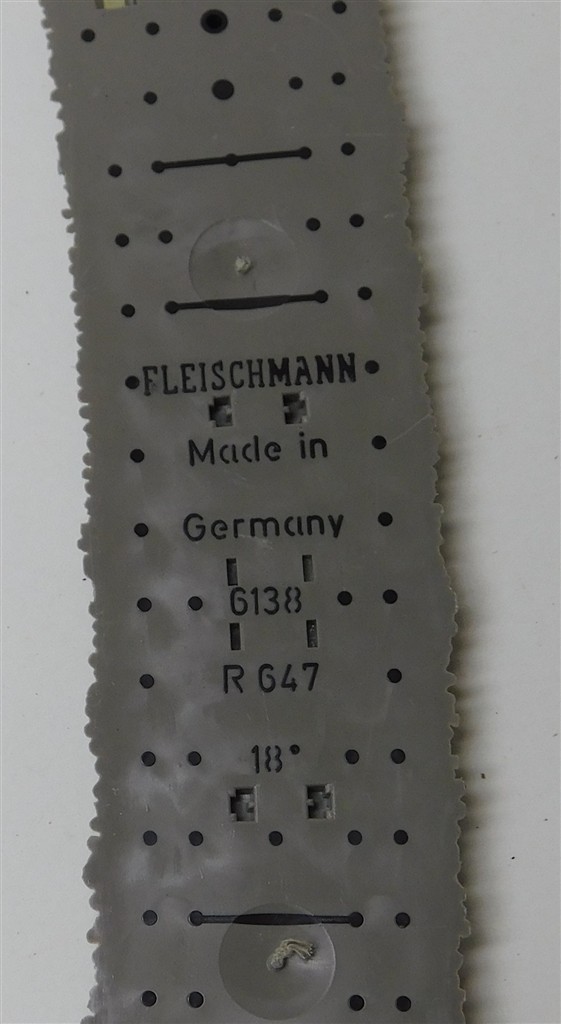 FLEISCHMANN
Made in
Germany
6138
R 647
18°